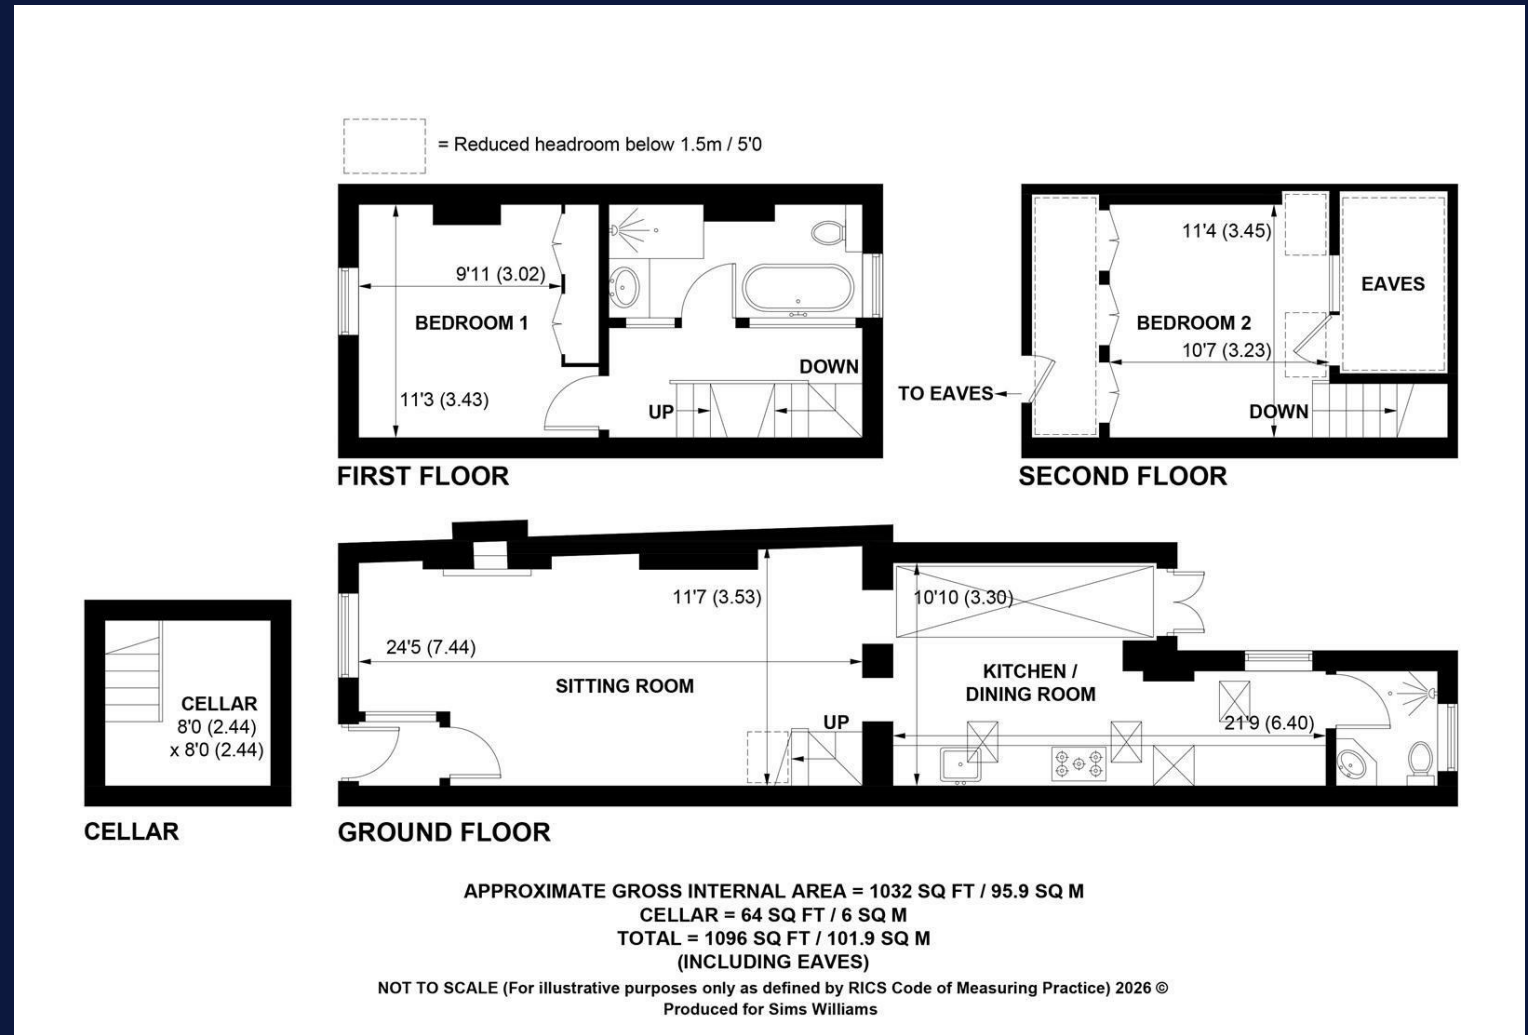 = Reduced headroom below 1.5m / 5'0
9'11 (3.02)
BEDROOM 1
11'3 (3.43)
DOWN
UP
FIRST FLOOR
11'4 (3.45)
EAVES
BEDROOM 2
10'7 (3.23)
TO EAVES
DOWN
SECOND FLOOR
CELLAR
8'0 (2.44)
x 8'0 (2.44)
CELLAR
11'7 (3.53)
24'5 (7.44)
SITTING ROOM
UP
10'10 (3.30)
KITCHEN /
DINING ROOM
21'9 (6.40)
GROUND FLOOR
APPROXIMATE GROSS INTERNAL AREA = 1032 SQ FT / 95.9 SQ M
CELLAR = 64 SQ FT / 6 SQ M
TOTAL = 1096 SQ FT / 101.9 SQ M
(INCLUDING EAVES)
NOT TO SCALE (For illustrative purposes only as defined by RICS Code of Measuring Practice) 2026 ©
Produced for Sims Williams